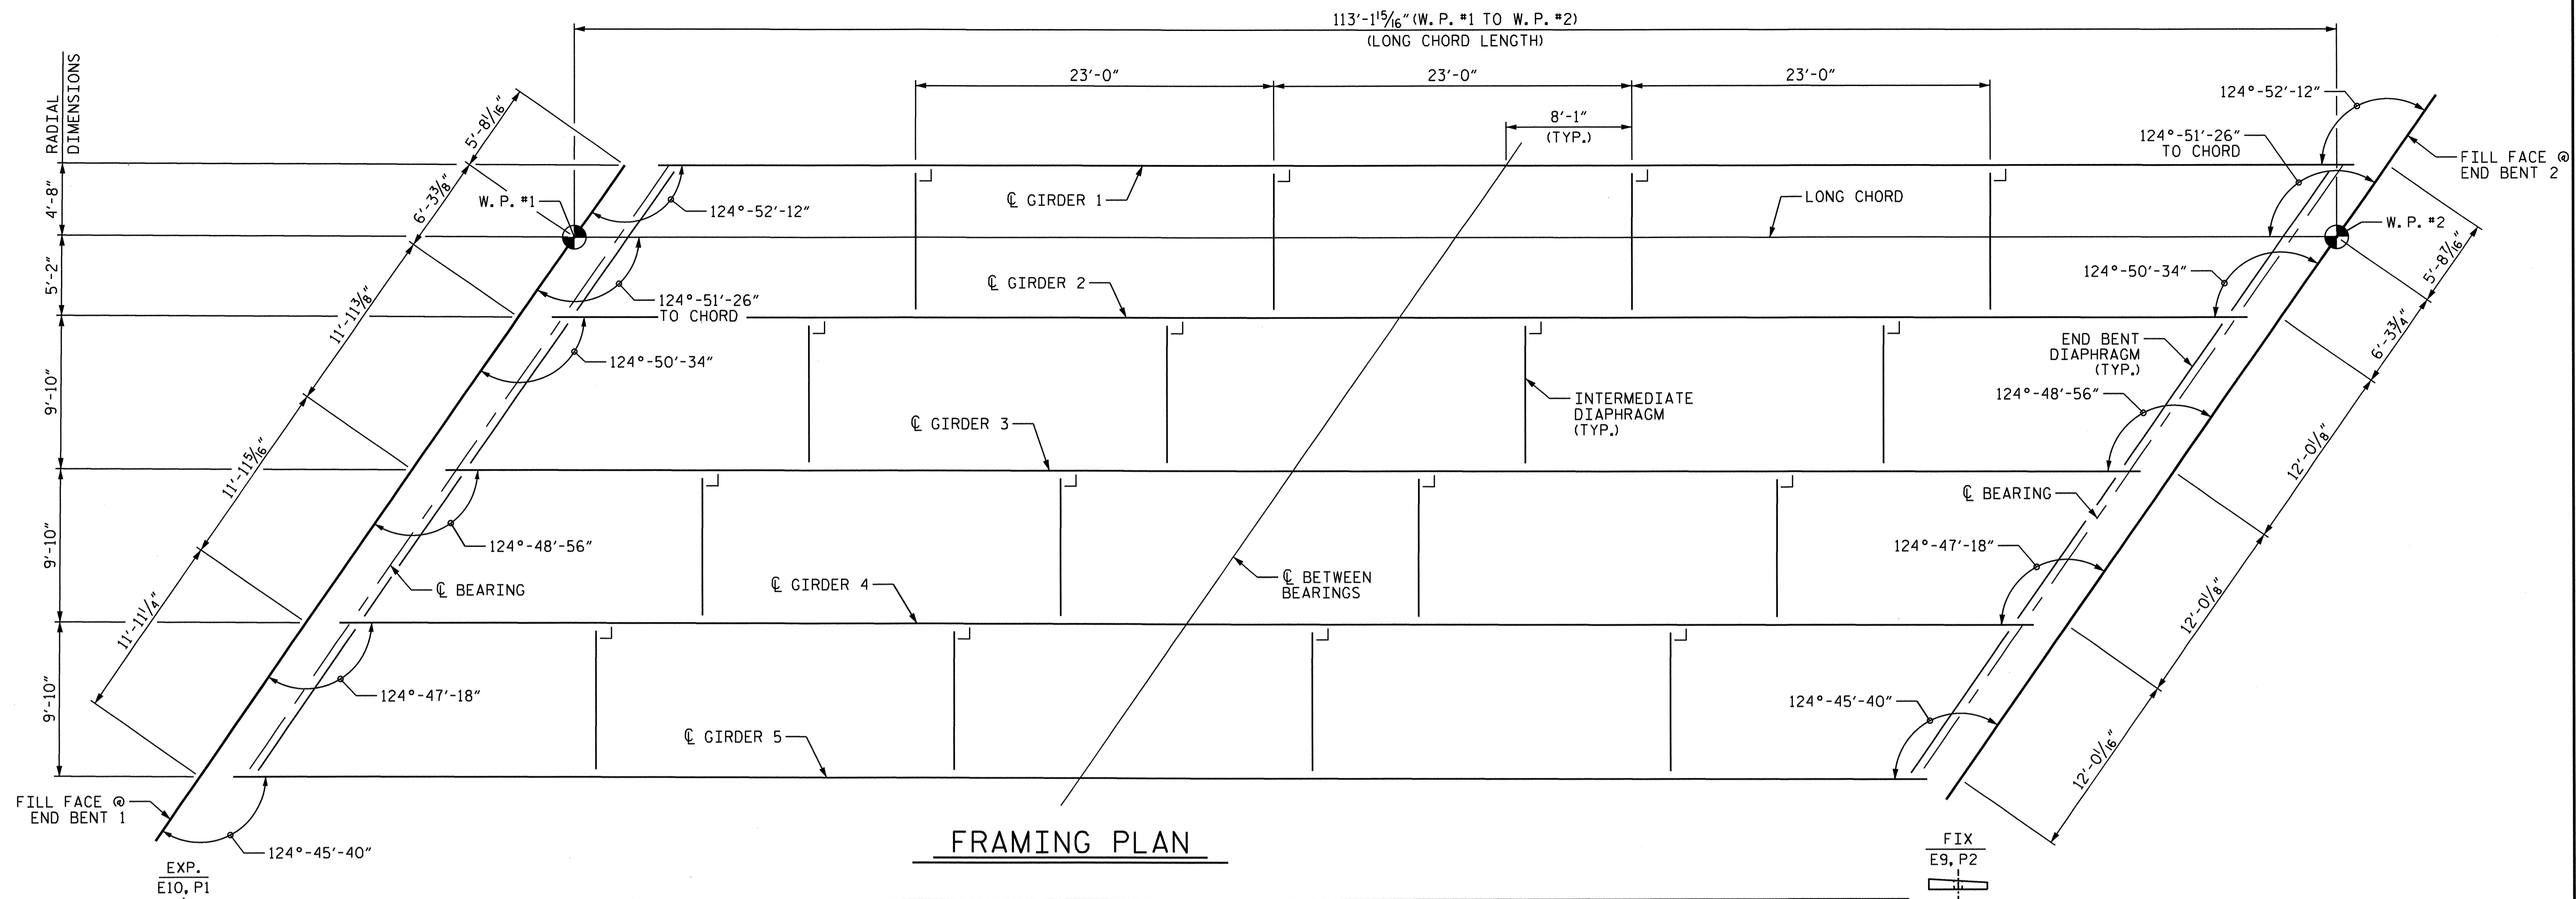 113'-1 15/16" (W. P. #1 TO W. P. #2)
(LONG CHORD LENGTH)
RADIAL
DIMENSIONS
23'-0"
23'-0"
23'-0"
8'-1"
(TYP.)
5'-8 1/16"
6'-3 3/8"
11'-11 3/8"
11'-11 5/16"
11'-11 1/4"
4'-8"
5'-2"
9'-10"
9'-10"
9'-10"
W. P. #1
124°-52'-12"
124°-51'-26"
TO CHORD
124°-50'-34"
124°-48'-56"
124°-47'-18"
124°-45'-40"
℄ GIRDER 1
℄ GIRDER 2
℄ GIRDER 3
℄ GIRDER 4
℄ GIRDER 5
LONG CHORD
INTERMEDIATE
DIAPHRAGM
(TYP.)
℄ BETWEEN
BEARINGS
℄ BEARING
124°-52'-12"
124°-51'-26"
TO CHORD
FILL FACE @
END BENT 2
W. P. #2
124°-50'-34"
END BENT
DIAPHRAGM
(TYP.)
124°-48'-56"
℄ BEARING
124°-47'-18"
124°-45'-40"
5'-8 7/16"
6'-3 3/4"
12'-0 1/8"
12'-0 1/8"
12'-0 1/16"
FILL FACE @
END BENT 1
FRAMING PLAN
EXP.
E10, P1
FIX
E9, P2